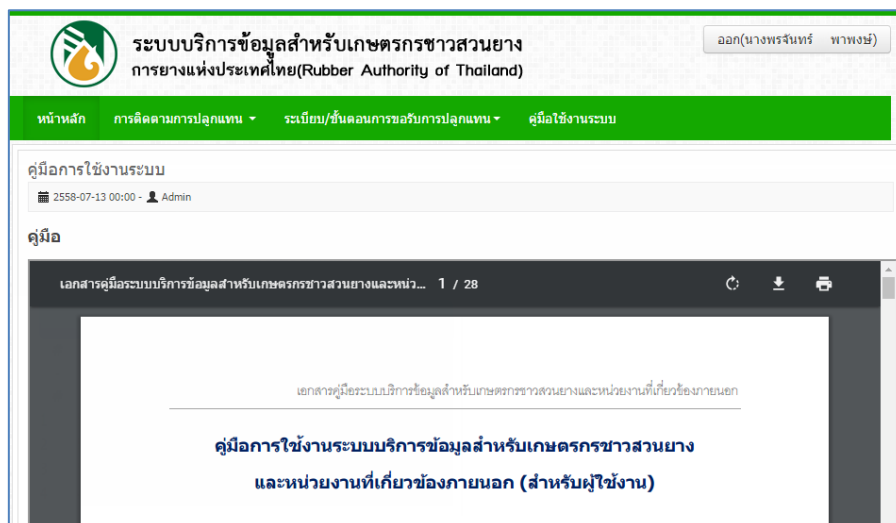 ระบบบริการข้อมูลสำหรับเกษตรกรชาวสวนยาง
การยางแห่งประเทศไทย(Rubber Authority of Thailand)
ออก(นางพรจันทร์ พาพงษ์)
หน้าหลัก การติดตามการปลูกแทน ระเบียบ/ขั้นตอนการขอรับการปลูกแทน คู่มือใช้งานระบบ
คู่มือการใช้งานระบบ
2558-07-13 00:00 - Admin
คู่มือ
เอกสารคู่มือระบบบริการข้อมูลสำหรับเกษตรกรชาวสวนยางและหน่ว... 1 / 28
เอกสารคู่มือระบบบริการข้อมูลสำหรับเกษตรกรชาวสวนยางและหน่วยงานที่เกี่ยวข้องภายนอก
คู่มือการใช้งานระบบบริการข้อมูลสำหรับเกษตรกรชาวสวนยาง
และหน่วยงานที่เกี่ยวข้องภายนอก (สำหรับผู้ใช้งาน)